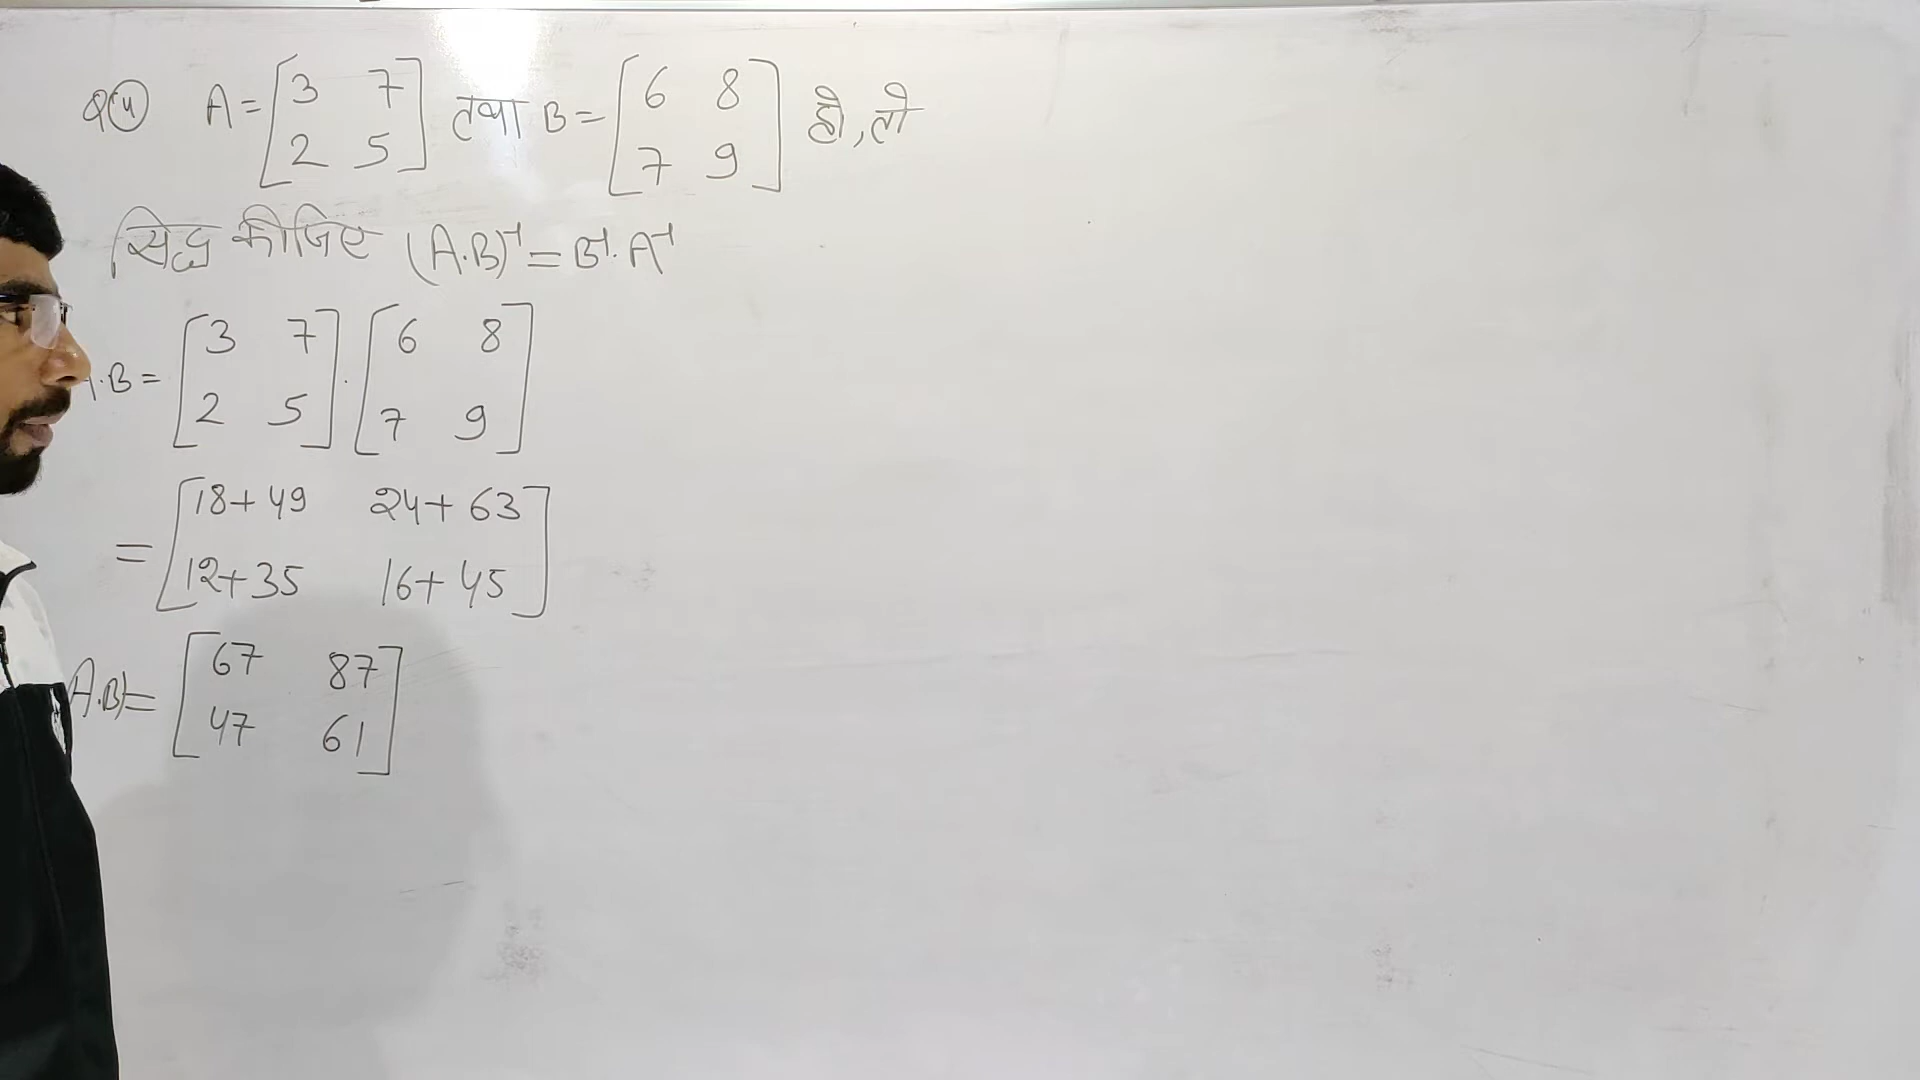 Q(4) A = [3 7 2 5] तथा B = [6 8 7 9] हो, तो
सिद्ध कीजिए (A.B)⁻¹ = B⁻¹. A⁻¹
A.B = [3 7 2 5] . [6 8 7 9]
= [18+49 24+63 12+35 16+45]
A.B = [67 87 47 61]